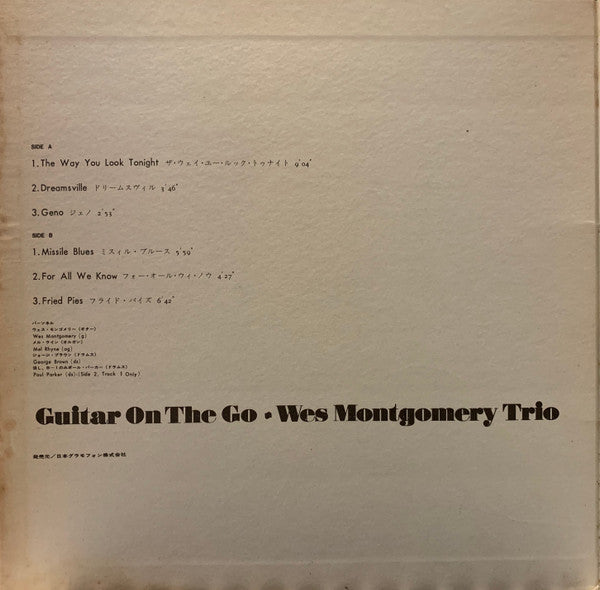 SIDE A
1.The Way You Look Tonight ザ・ウェイ・ユー・ルック・トゥナイト 9′04″
2.Dreamsville ドリームスヴィル 3′46″
3.Geno ジェノ 2′53″
SIDE B
1.Missile Blues ミスィル・ブルース 5′59″
2.For All We Know フォー・オール・ウィ・ノウ 4′27″
3.Fried Pies フライド・パイズ 6′42″
パーソネル
ウェス・モンゴメリー(ギター)
Wes Montgomery (g)
メル・ライン(オルガン)
Mel Rhyne (og)
ジョージ・ブラウン(ドラムス)
George Brown (ds)
但し、B-1のみポール・パーカー(ドラムス)
Paul Parker (ds)-(Side 2, Track 1 Only)
Guitar On The Go • Wes Montgomery Trio
発売元/日本グラモフォン株式会社